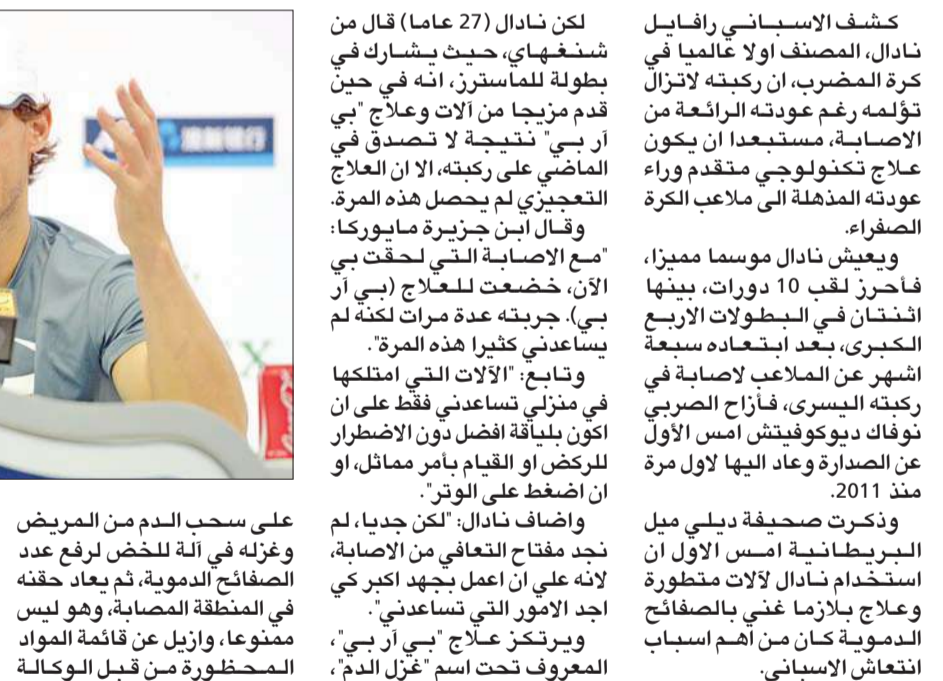 كشف الاسباني رافايل
نادال، المصنف اولا عالميا في
كرة المضرب، ان ركبته لاتزال
تؤلمه رغم عودته الرائعة من
الاصابة، مستبعدا ان يكون
علاج تكنولوجي متقدم وراء
عودته المذهلة الى ملاعب الكرة
الصفراء.
ويعيش نادال موسما مميزا،
فأحرز لقب 10 دورات، بينها
اثنتان في البطولات الاربع
الكبرى، بعد ابتعاده سبعة
اشهر عن الملاعب لاصابة في
ركبته اليسرى، فأزاح الصربي
نوفاك ديوكوفيتش امس الأول
عن الصدارة وعاد اليها لاول مرة
منذ 2011.
وذكرت صحيفة ديلي ميل
البريطانية امس الاول ان
استخدام نادال لآلات متطورة
وعلاج بلازما غني بالصفائح
الدموية كان من اهم اسباب
انتعاش الاسباني.
لكن نادال (27 عاما) قال من
شنغهاي، حيث يشارك في
بطولة للماسترز، انه في حين
قدم مزيجا من آلات وعلاج "بي
آر بي" نتيجة لا تصدق في
الماضي على ركبته، الا ان العلاج
التعجيزي لم يحصل هذه المرة.
وقال ابن جزيرة مايوركا:
"مع الاصابة التي لحقت بي
الآن، خضعت للعلاج (بي آر
بي). جربته عدة مرات لكنه لم
يساعدني كثيرا هذه المرة".
وتابع: "الآلات التي امتلكها
في منزلي تساعدني فقط على ان
اكون بلياقة افضل دون الاضطرار
للركض او القيام بأمر مماثل، او
ان اضغط على الوتر".
واضاف نادال: "لكن جديا، لم
نجد مفتاح التعافي من الاصابة،
لانه علي ان اعمل بجهد اكبر كي
اجد الامور التي تساعدني".
ويرتكز علاج "بي آر بي"،
المعروف تحت اسم "غزل الدم"،
على سحب الدم من المريض
وغزله في آلة للخض لرفع عدد
الصفائح الدموية، ثم يعاد حقنه
في المنطقة المصابة، وهو ليس
ممنوعا، وازيل عن قائمة المواد
المحظورة من قبل الوكالة